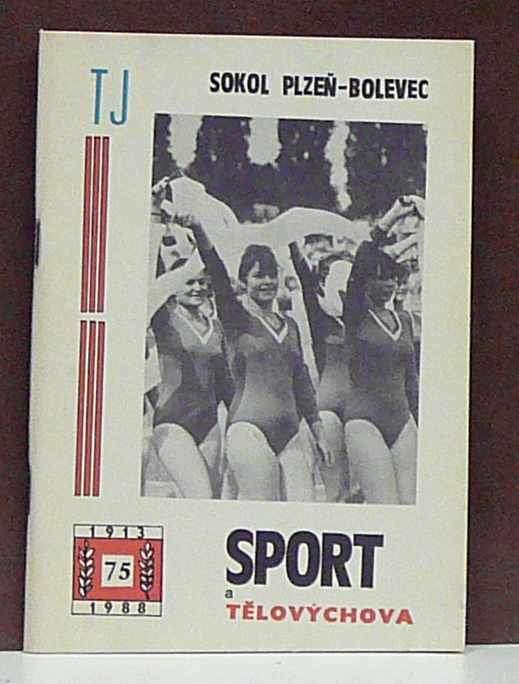 TJ
SOKOL PLZEŇ-BOLEVEC
1913
75
1988
SPORT
a
TĚLOVÝCHOVA